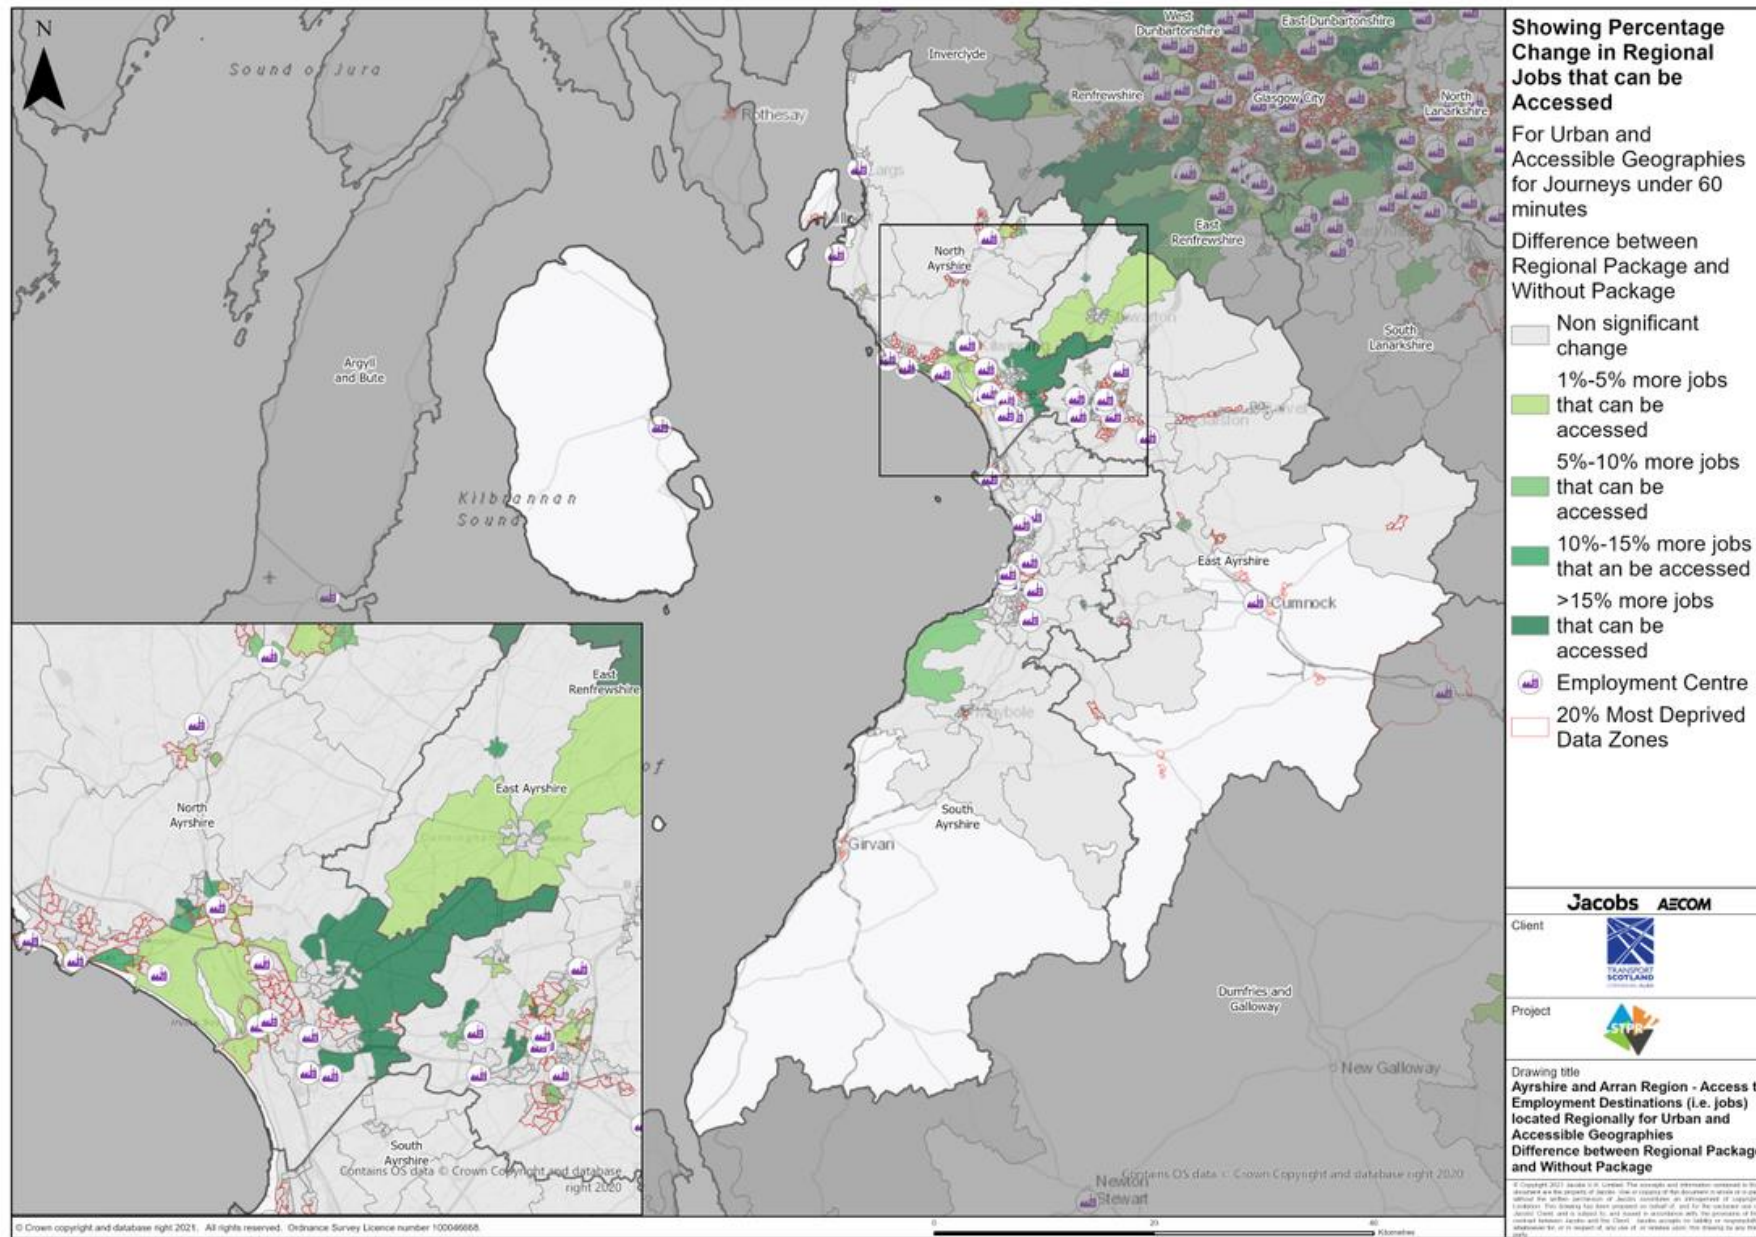 N
Sound of Jura
Rothesay
Inverclyde
West
Dunbartonshire
East Dunbartonshire
Renfrewshire
Glasgow City
North
Lanarkshire
Largs
East
Renfrewshire
North
Ayrshire
Stewarton
South
Lanarkshire
Argyll
and Bute
Kilbrannan
Sound
East Ayrshire
Cumnock
Maybole
South
Ayrshire
Girvan
of
Dumfries and
Galloway
New Galloway
Newton
Stewart
Contains OS data © Crown Copyright and database right 2020
East
Renfrewshire
East Ayrshire
North
Ayrshire
South
Ayrshire
Contains OS data © Crown Copyright and database
right 2020
© Crown copyright and database right 2021. All rights reserved. Ordnance Survey Licence number 100046668.
0 20 40
Kilometres
Showing Percentage
Change in Regional
Jobs that can be
Accessed
For Urban and
Accessible Geographies
for Journeys under 60
minutes
Difference between
Regional Package and
Without Package
Non significant
change
1%-5% more jobs
that can be
accessed
5%-10% more jobs
that can be
accessed
10%-15% more jobs
that an be accessed
>15% more jobs
that can be
accessed
Employment Centre
20% Most Deprived
Data Zones
Jacobs AECOM
Client
TRANSPORT
SCOTLAND
Project
STPR
Drawing title
Ayrshire and Arran Region - Access t
Employment Destinations (i.e. jobs)
located Regionally for Urban and
Accessible Geographies
Difference between Regional Package
and Without Package